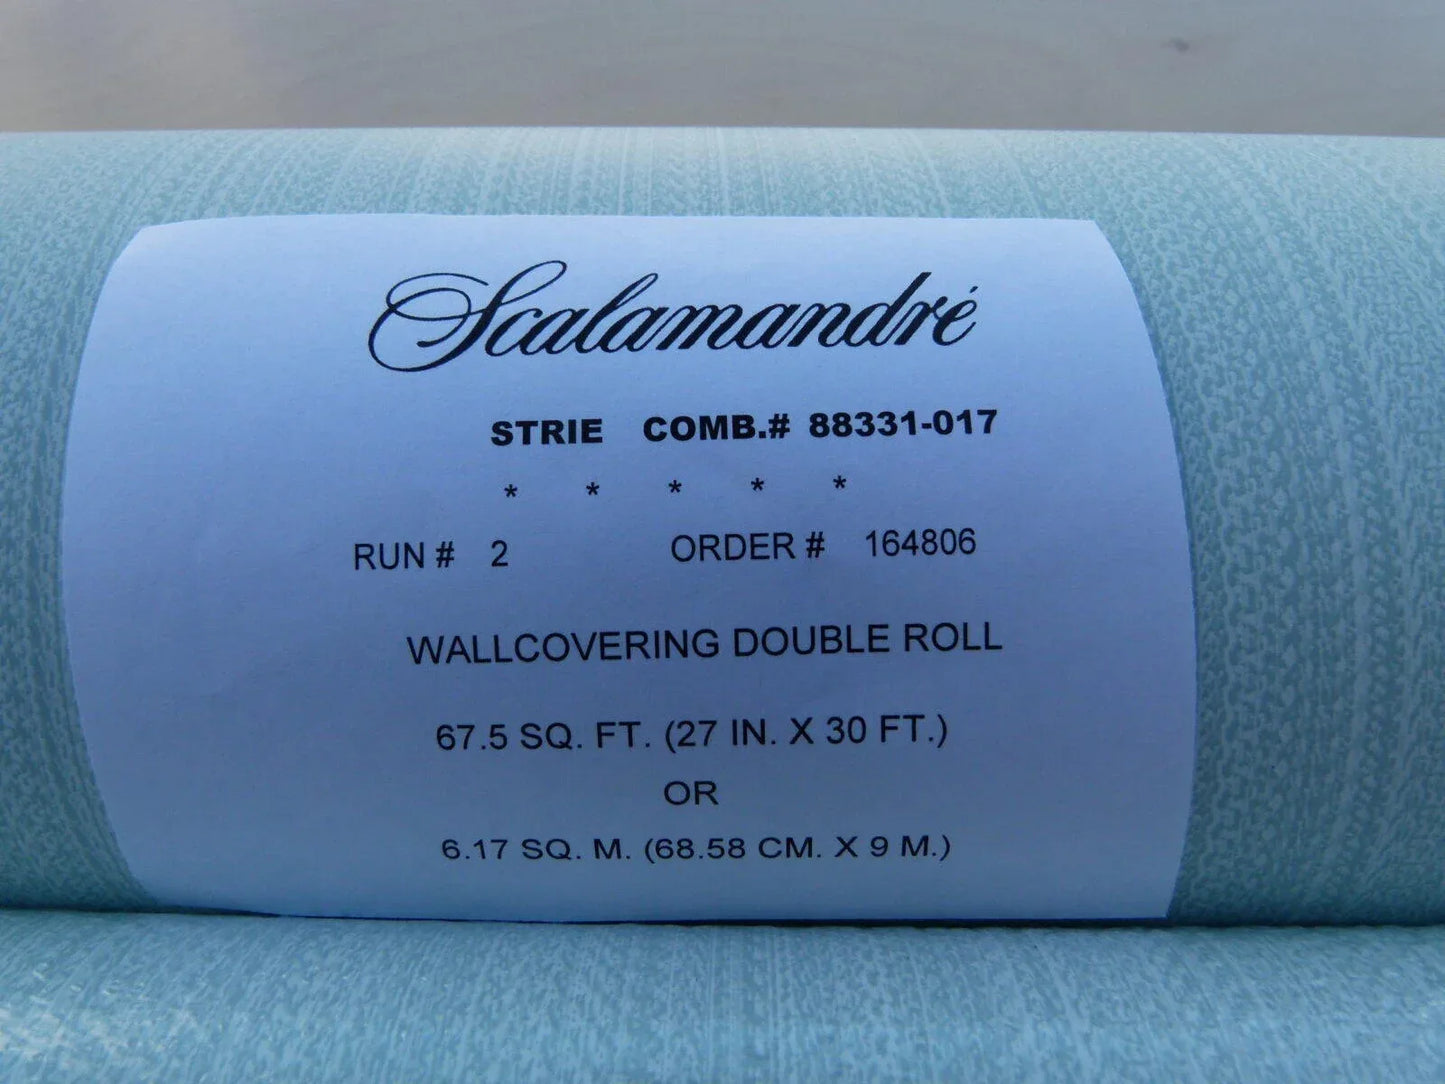 Scalamandré
STRIE COMB.# 88331-017
* * * * *
RUN # 2 ORDER # 164806
WALLCOVERING DOUBLE ROLL
67.5 SQ. FT. (27 IN. X 30 FT.)
OR
6.17 SQ. M. (68.58 CM. X 9 M.)